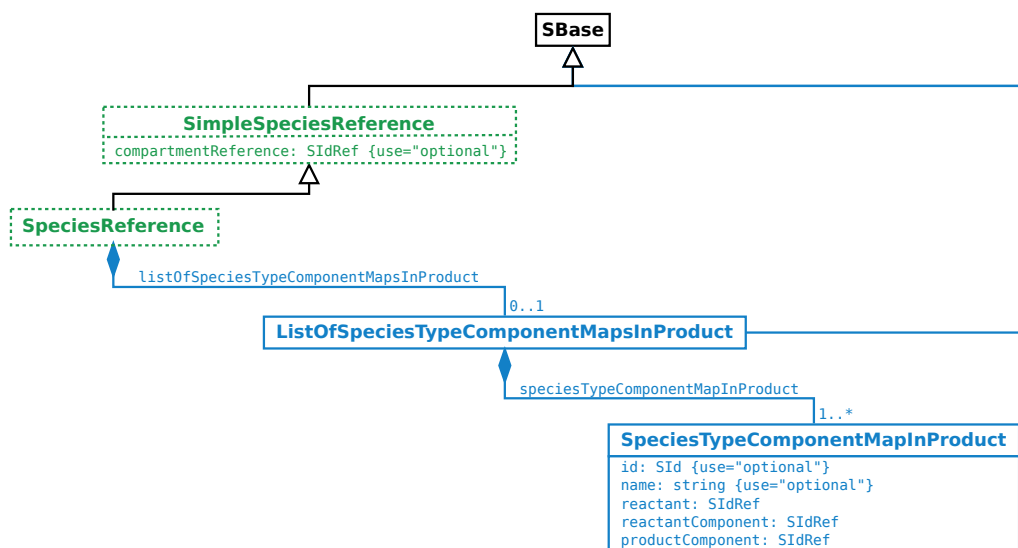 SBase
SimpleSpeciesReference
compartmentReference: SIdRef {use="optional"}
SpeciesReference
listOfSpeciesTypeComponentMapsInProduct
0..1
ListOfSpeciesTypeComponentMapsInProduct
speciesTypeComponentMapInProduct
1..*
SpeciesTypeComponentMapInProduct
id: SId {use="optional"}
name: string {use="optional"}
reactant: SIdRef
reactantComponent: SIdRef
productComponent: SIdRef